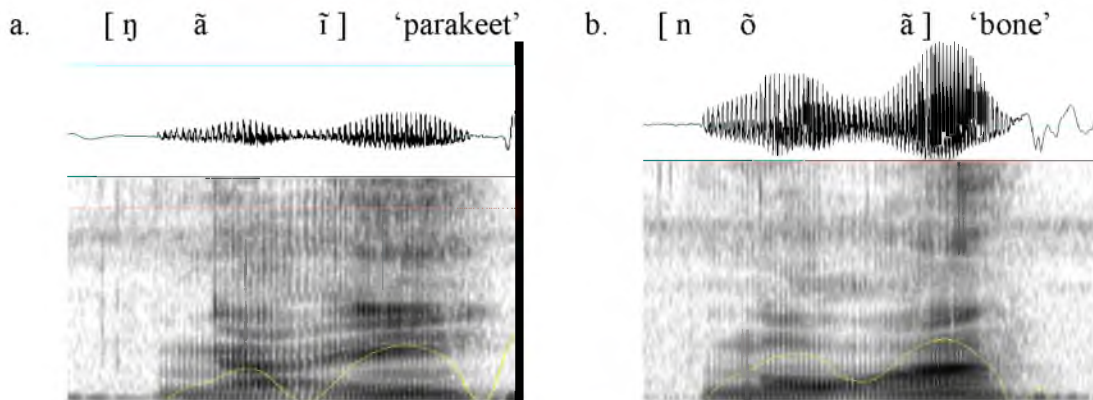 a. [ ŋ ã ĩ ] 'parakeet' b. [ n õ ã ] 'bone'